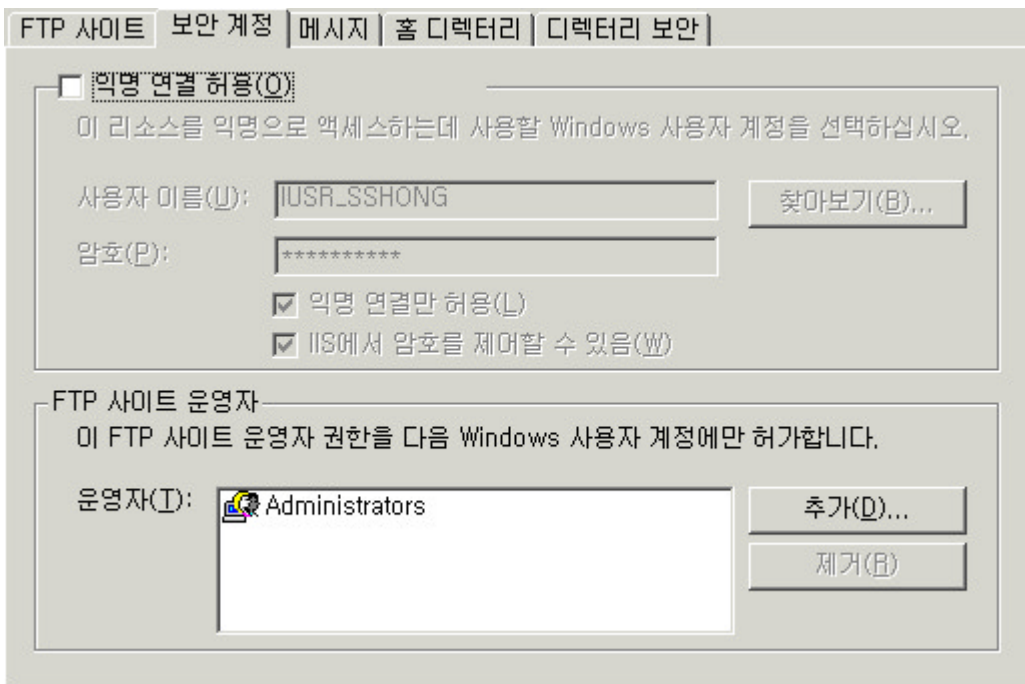 FTP 사이트 보안 계정 메시지 홈 디렉터리 디렉터리 보안
익명 연결 허용(O)
이 리소스를 익명으로 액세스하는데 사용할 Windows 사용자 계정을 선택하십시오.
사용자 이름(U): IUSR_SSHONG 찾아보기(B)...
암호(P): **********
익명 연결만 허용(L)
IIS에서 암호를 제어할 수 있음(W)
FTP 사이트 운영자
이 FTP 사이트 운영자 권한을 다음 Windows 사용자 계정에만 허가합니다.
운영자(T): Administrators 추가(D)...
제거(R)